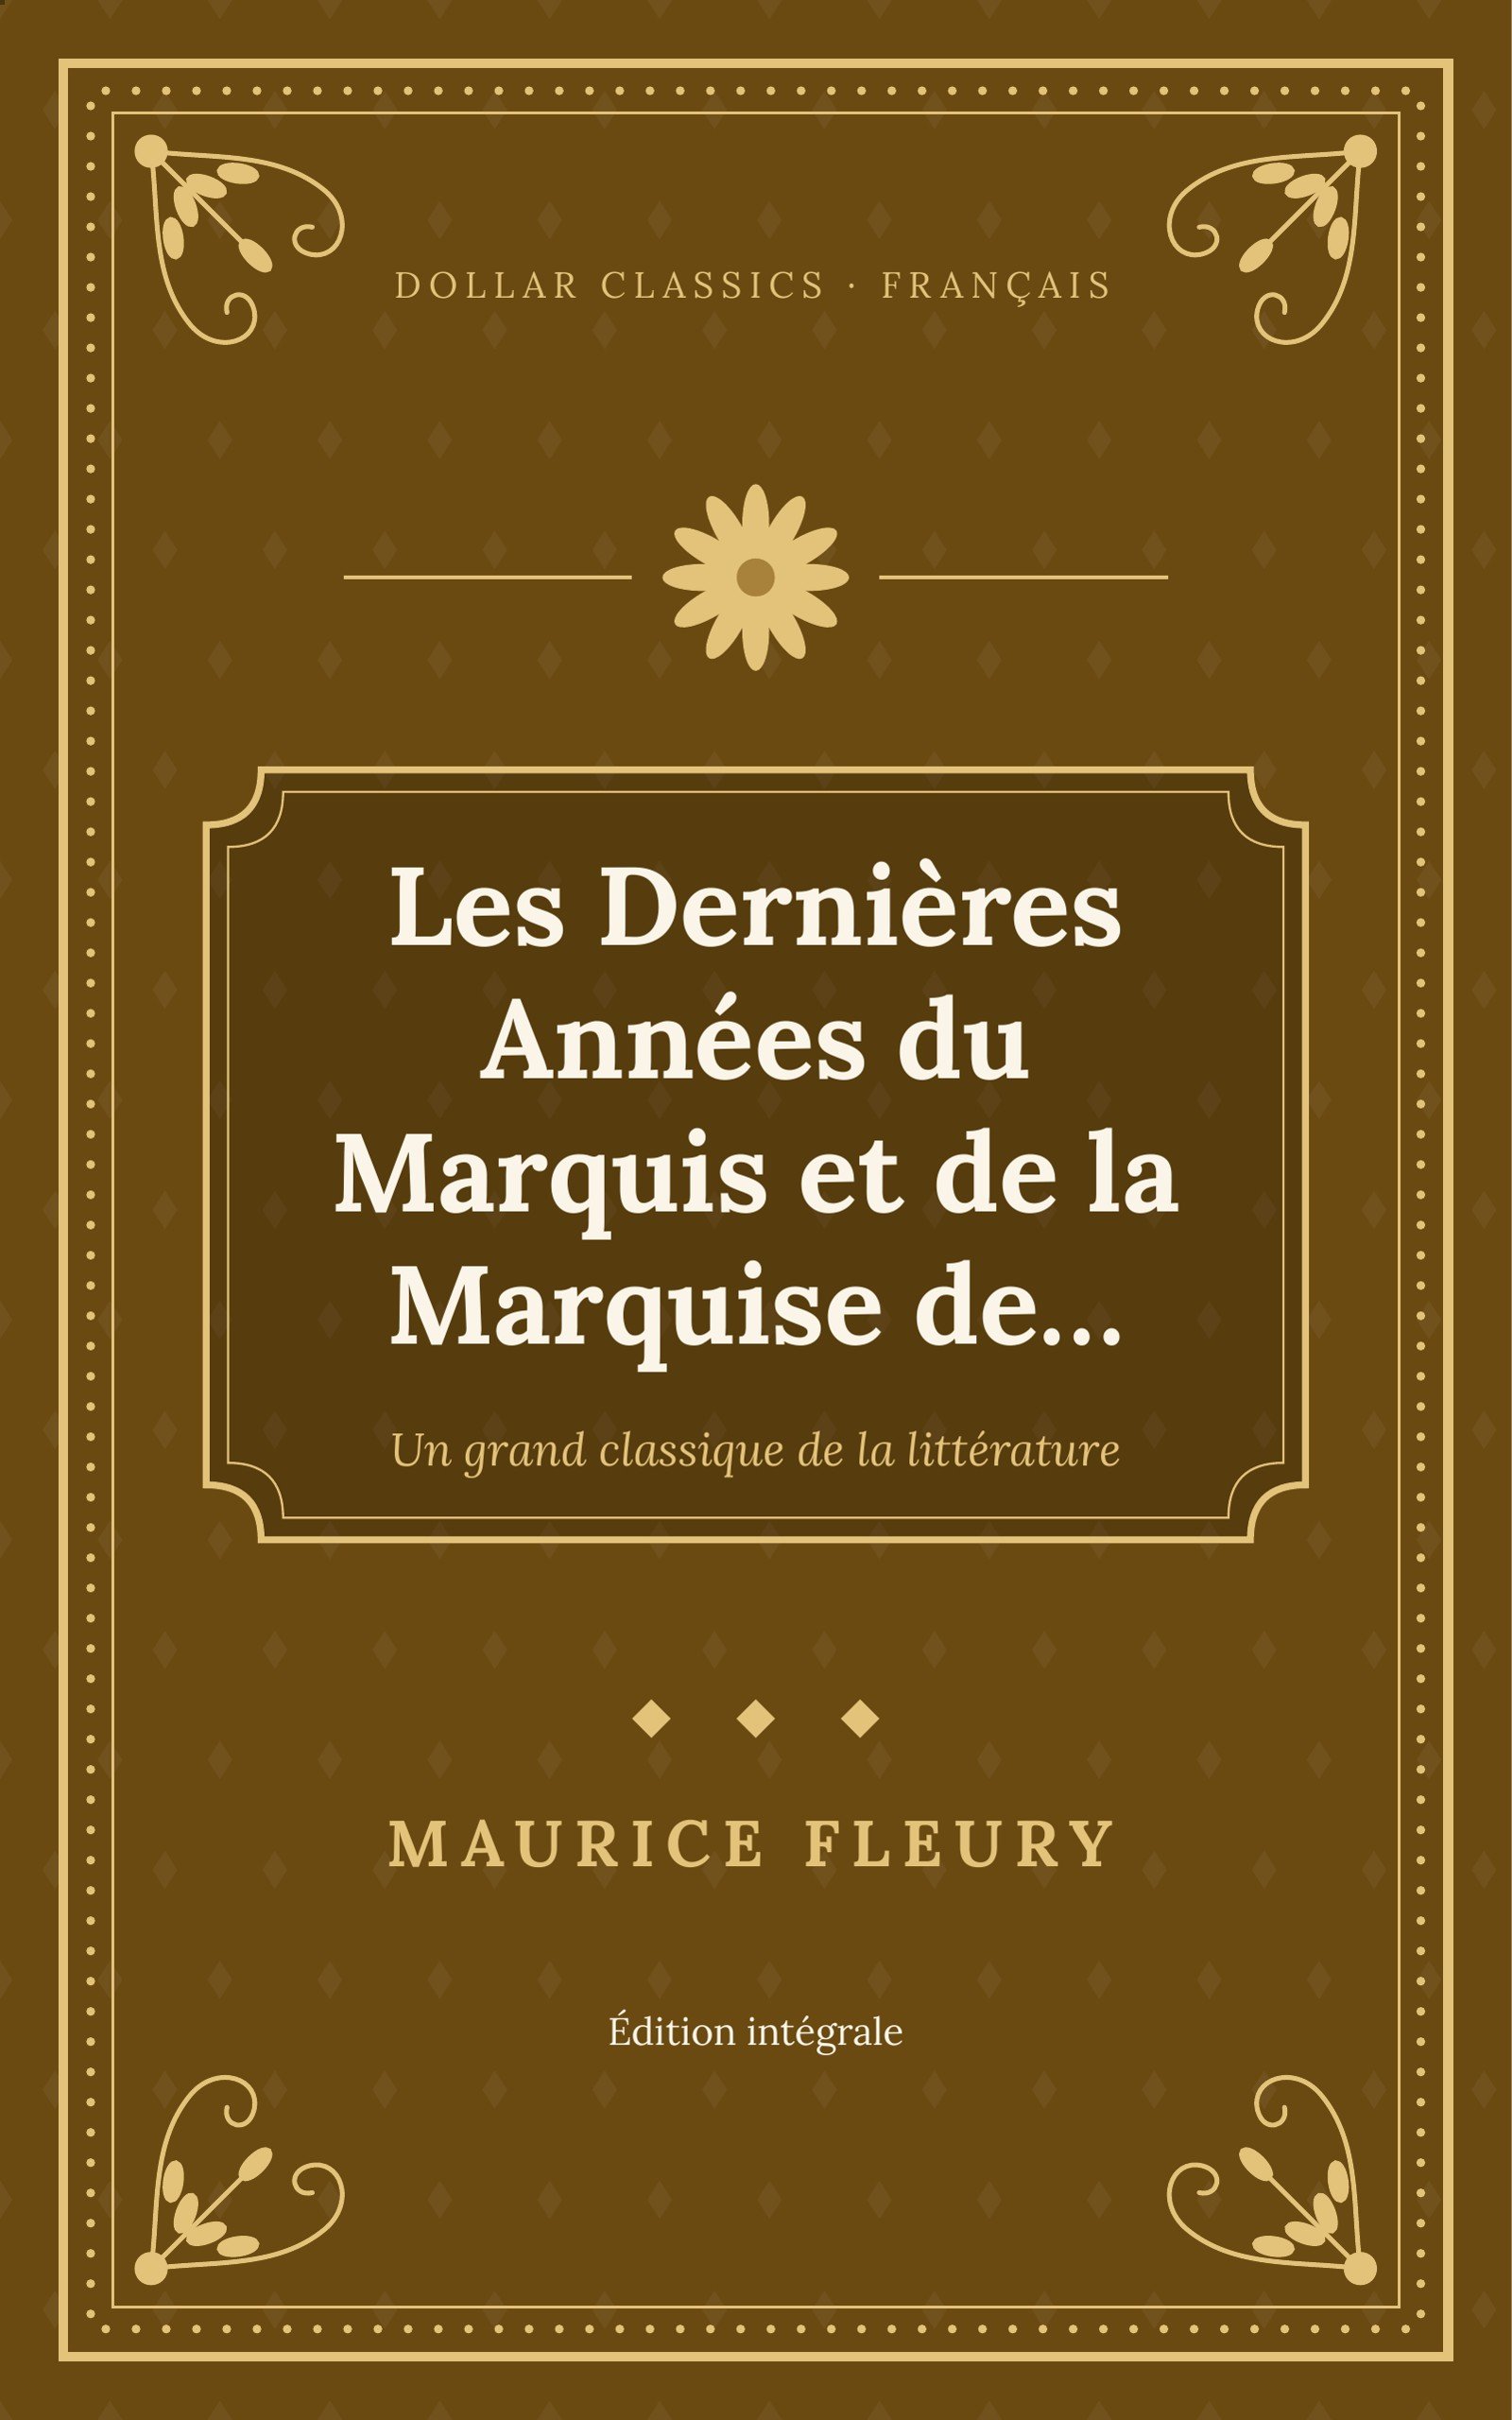 DOLLAR CLASSICS · FRANÇAIS
Les Dernières
Années du
Marquis et de la
Marquise de...
Un grand classique de la littérature
MAURICE FLEURY
Édition intégrale